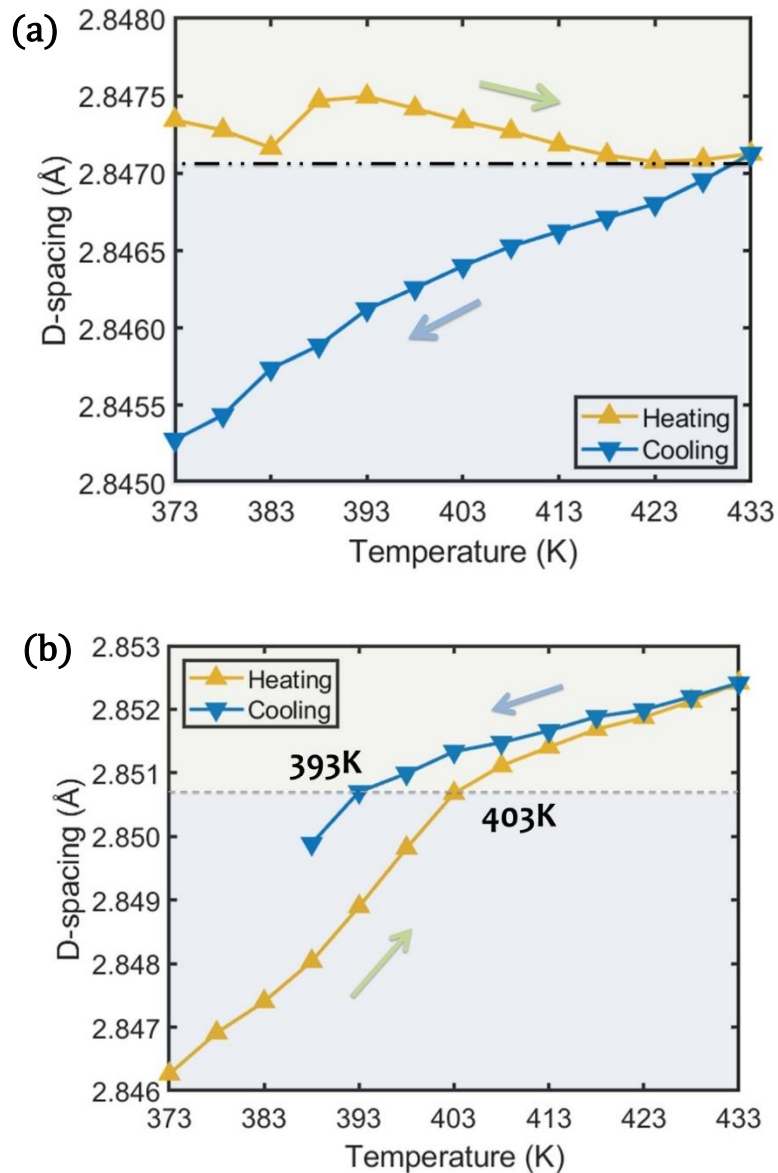 (a)
2.8480
2.8475
2.8470
2.8465
2.8460
2.8455
2.8450
D-spacing (Å)
Heating
Cooling
373 383 393 403 413 423 433
Temperature (K)
(b)
2.853
2.852
2.851
2.850
2.849
2.848
2.847
2.846
D-spacing (Å)
Heating
Cooling
393K
403K
373 383 393 403 413 423 433
Temperature (K)